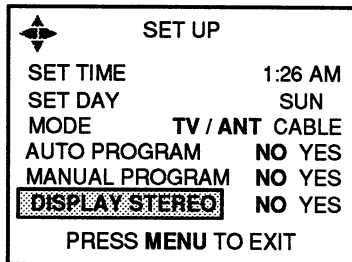 SET UP
SET TIME 1:26 AM
SET DAY SUN
MODE TV / ANT CABLE
AUTO PROGRAM NO YES
MANUAL PROGRAM NO YES
DISPLAY STEREO NO YES
PRESS MENU TO EXIT